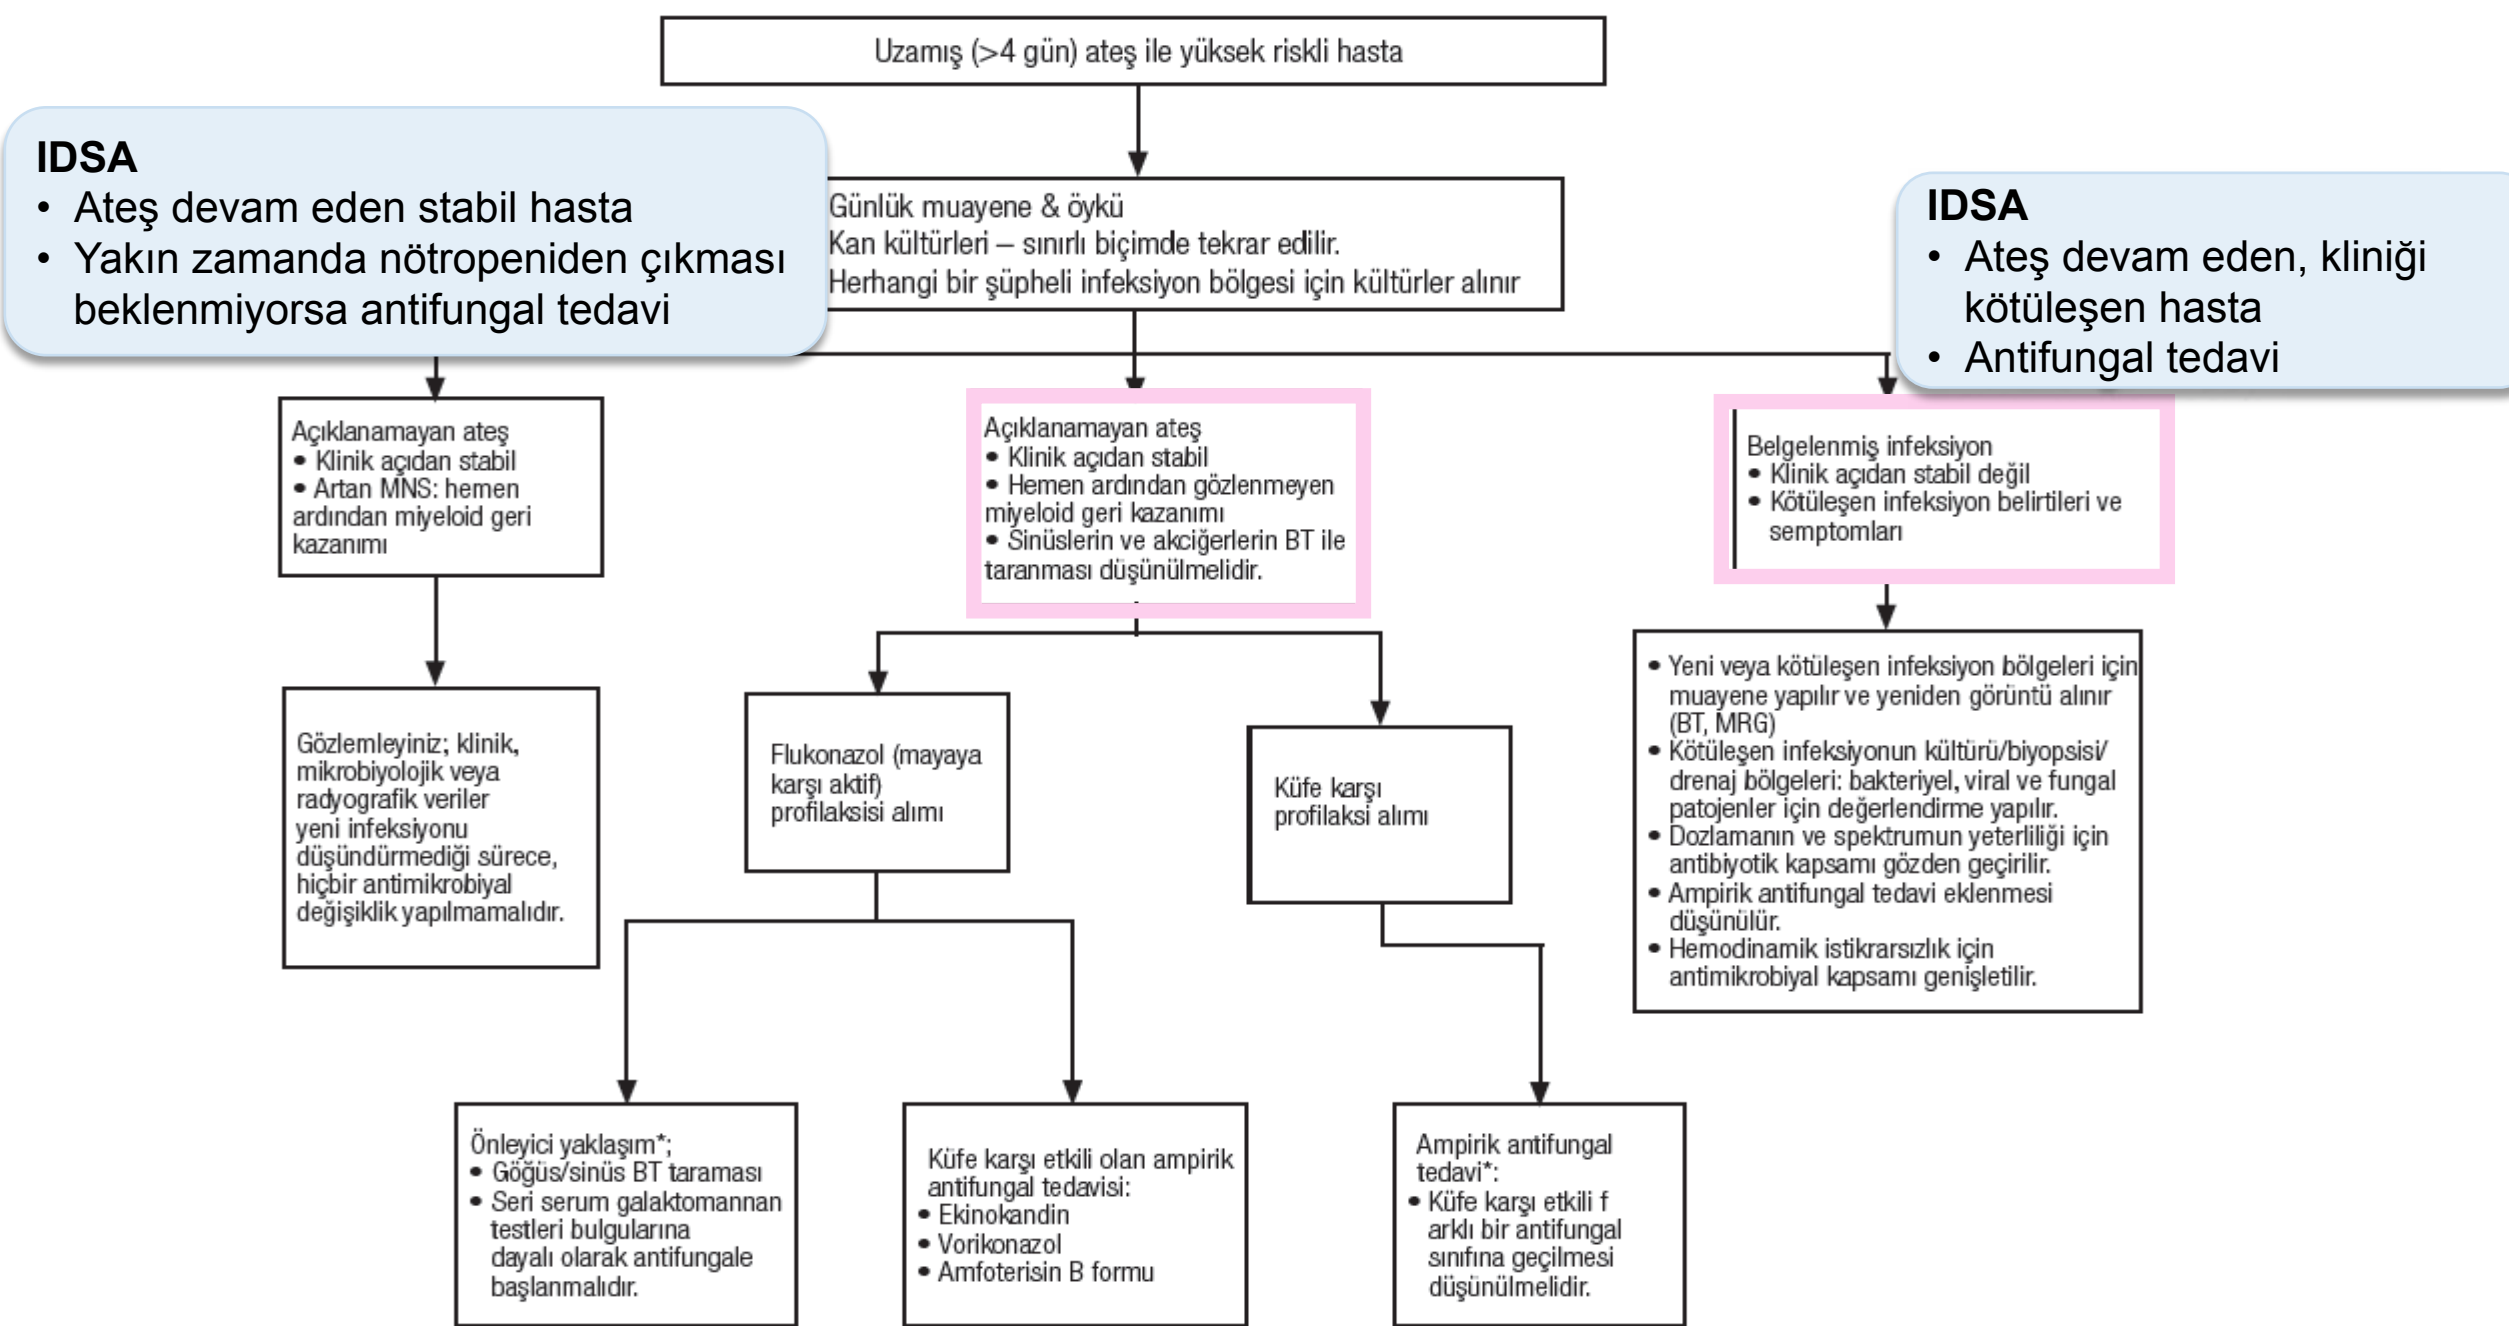 Uzamış (>4 gün) ateş ile yüksek riskli hasta
IDSA
• Ateş devam eden stabil hasta
• Yakın zamanda nötropeniden çıkması
beklenmiyorsa antifungal tedavi
Günlük muayene & öykü
Kan kültürleri – sınırlı biçimde tekrar edilir.
Herhangi bir şüpheli infeksiyon bölgesi için kültürler alınır
IDSA
• Ateş devam eden, kliniği
kötüleşen hasta
• Antifungal tedavi
Açıklanamayan ateş
• Klinik açıdan stabil
• Artan MNS: hemen
ardından miyeloid geri
kazanımı
Açıklanamayan ateş
• Klinik açıdan stabil
• Hemen ardından gözlenmeyen
miyeloid geri kazanımı
• Sinüslerin ve akciğerlerin BT ile
taranması düşünülmelidir.
Belgelenmiş infeksiyon
• Klinik açıdan stabil değil
• Kötüleşen infeksiyon belirtileri ve
semptomları
Gözlemleyiniz; klinik,
mikrobiyolojik veya
radyografik veriler
yeni infeksiyonu
düşündürmediği sürece,
hiçbir antimikrobiyal
değişiklik yapılmamalıdır.
Flukonazol (mayaya
karşı aktif)
profilaksisi alımı
Küfe karşı
profilaksi alımı
• Yeni veya kötüleşen infeksiyon bölgeleri için
muayene yapılır ve yeniden görüntü alınır
(BT, MRG)
• Kötüleşen infeksiyonun kültürü/biyopsisi/
drenaj bölgeleri: bakteriyel, viral ve fungal
patojenler için değerlendirme yapılır.
• Dozlamanın ve spektrumun yeterliliği için
antibiyotik kapsamı gözden geçirilir.
• Ampirik antifungal tedavi eklenmesi
düşünülür.
• Hemodinamik istikrarsızlık için
antimikrobiyal kapsamı genişletilir.
Önleyici yaklaşım*;
• Göğüs/sinüs BT taraması
• Seri serum galaktomannan
testleri bulgularına
dayalı olarak antifungale
başlanmalıdır.
Küfe karşı etkili olan ampirik
antifungal tedavisi:
• Ekinokandin
• Vorikonazol
• Amfoterisin B formu
Ampirik antifungal
tedavi*:
• Küfe karşı etkili f
arklı bir antifungal
sınıfına geçilmesi
düşünülmelidir.